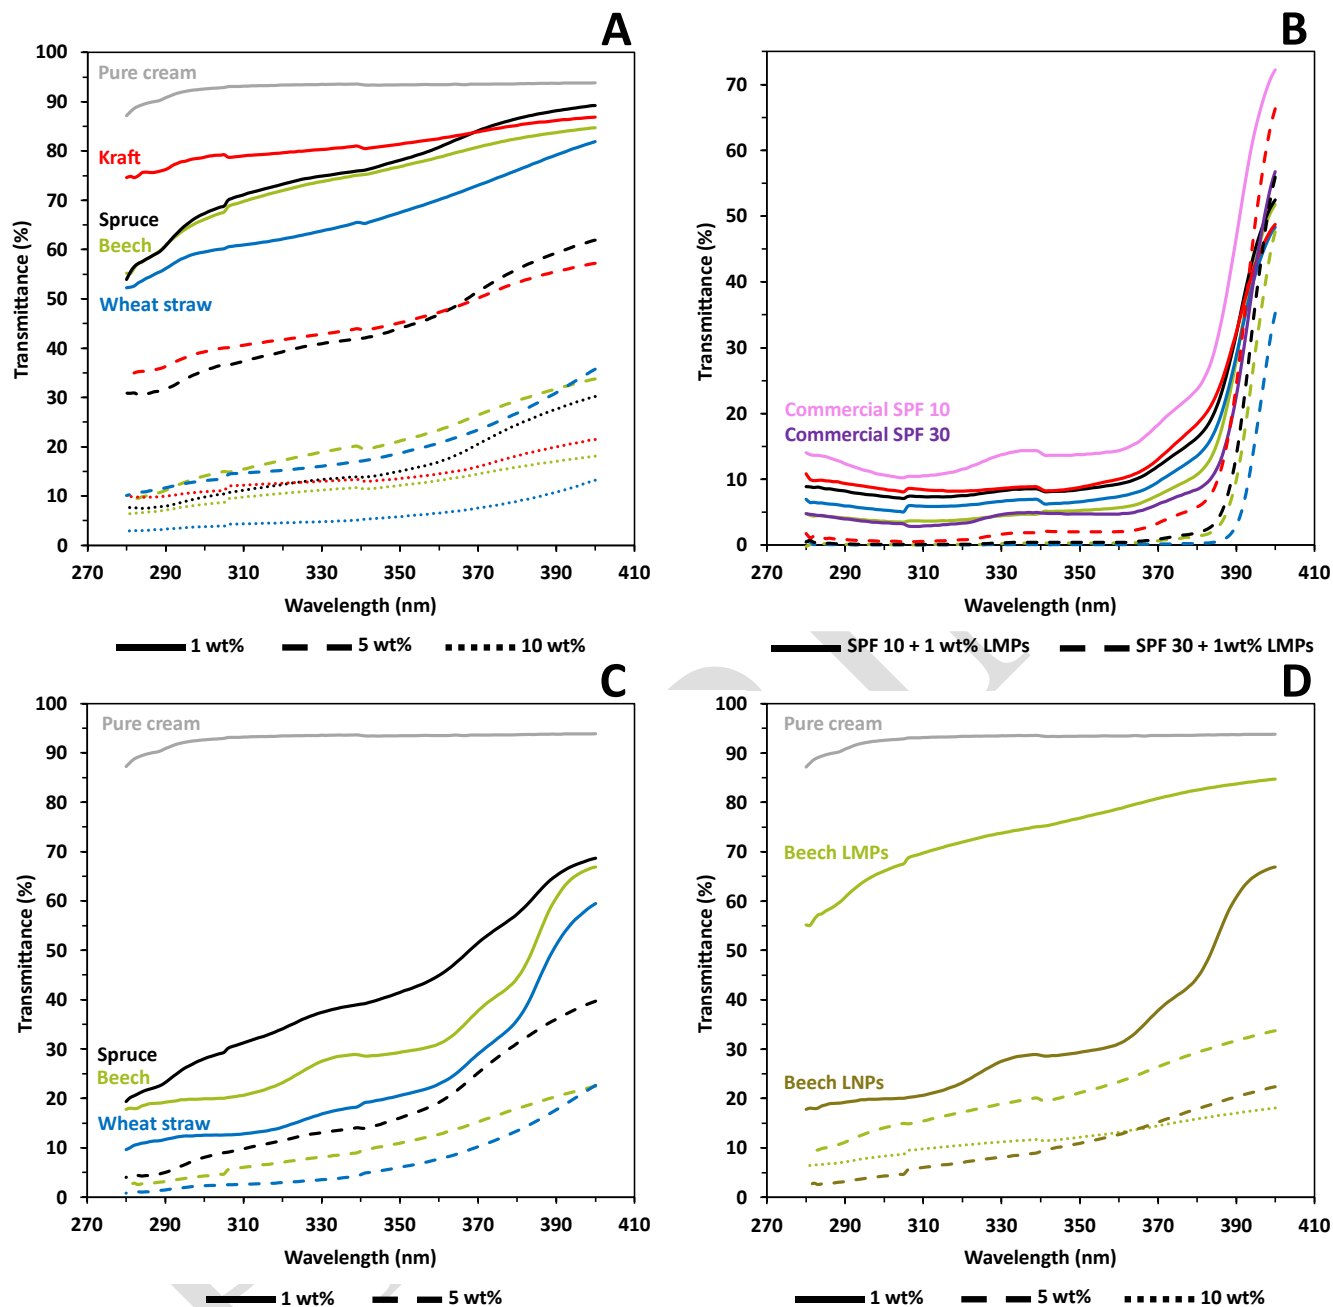 A
100
90
80
70
60
50
40
30
20
10
0
Transmittance (%)
Pure cream
Kraft
Spruce
Beech
Wheat straw
270 290 310 330 350 370 390 410
Wavelength (nm)
1 wt% 5 wt% 10 wt%
B
70
60
50
40
30
20
10
0
Transmittance (%)
Commercial SPF 10
Commercial SPF 30
270 290 310 330 350 370 390 410
Wavelength (nm)
SPF 10 + 1 wt% LMPs SPF 30 + 1wt% LMPs
C
100
90
80
70
60
50
40
30
20
10
0
Transmittance (%)
Pure cream
Spruce
Beech
Wheat straw
270 290 310 330 350 370 390 410
Wavelength (nm)
1 wt% 5 wt%
D
100
90
80
70
60
50
40
30
20
10
0
Transmittance (%)
Pure cream
Beech LMPs
Beech LNPs
270 290 310 330 350 370 390 410
Wavelength (nm)
1 wt% 5 wt% 10 wt%